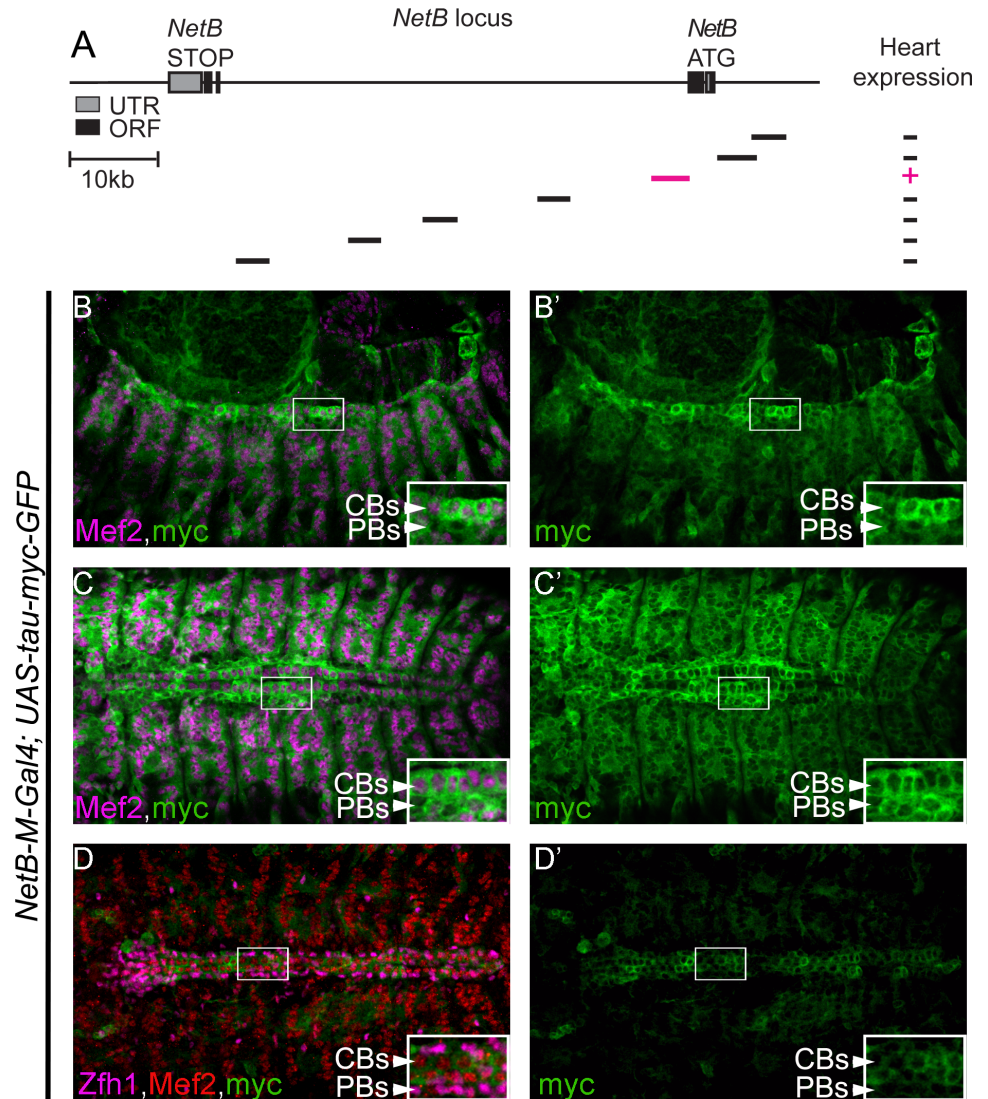 A
NetB locus
NetB
STOP
NetB
ATG
Heart
expression
UTR
ORF
10kb
-
-
+
-
-
-
-
NetB-M-Gal4; UAS-tau-myc-GFP
B
CBs
PBs
Mef2,myc
B’
CBs
PBs
myc
C
CBs
PBs
Mef2,myc
C’
CBs
PBs
myc
D
CBs
PBs
Zfh1,Mef2,myc
D’
CBs
PBs
myc